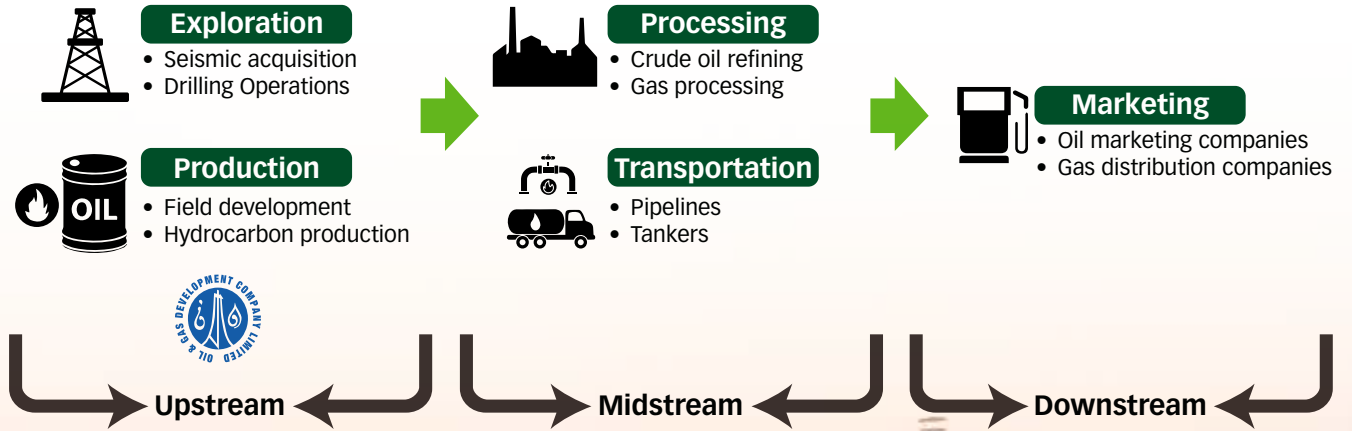 Exploration
• Seismic acquisition
• Drilling Operations
Production
OIL
• Field development
• Hydrocarbon production
OIL & GAS DEVELOPMENT COMPANY LIMITED
Upstream
Processing
• Crude oil refining
• Gas processing
Transportation
• Pipelines
• Tankers
Midstream
Marketing
• Oil marketing companies
• Gas distribution companies
Downstream